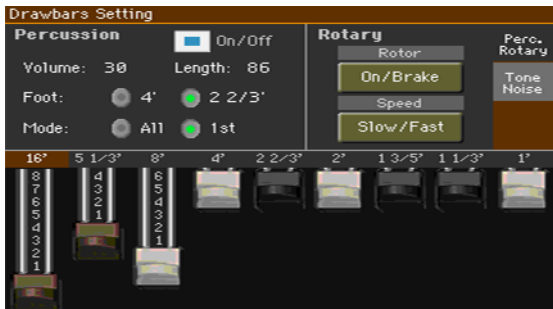 Drawbars Setting
Percussion
On/Off
Volume: 30
Length: 86
Foot:
4'
2 2/3'
Mode:
All
1st
Rotary
Rotor
On/Brake
Speed
Slow/Fast
Perc.
Rotary
Tone
Noise
16' 5 1/3' 8' 4' 2 2/3' 2' 1 3/5' 1 1/3' 1'
8
7
6
5
4
3
2
1
4
3
2
1
6
5
4
3
2
1